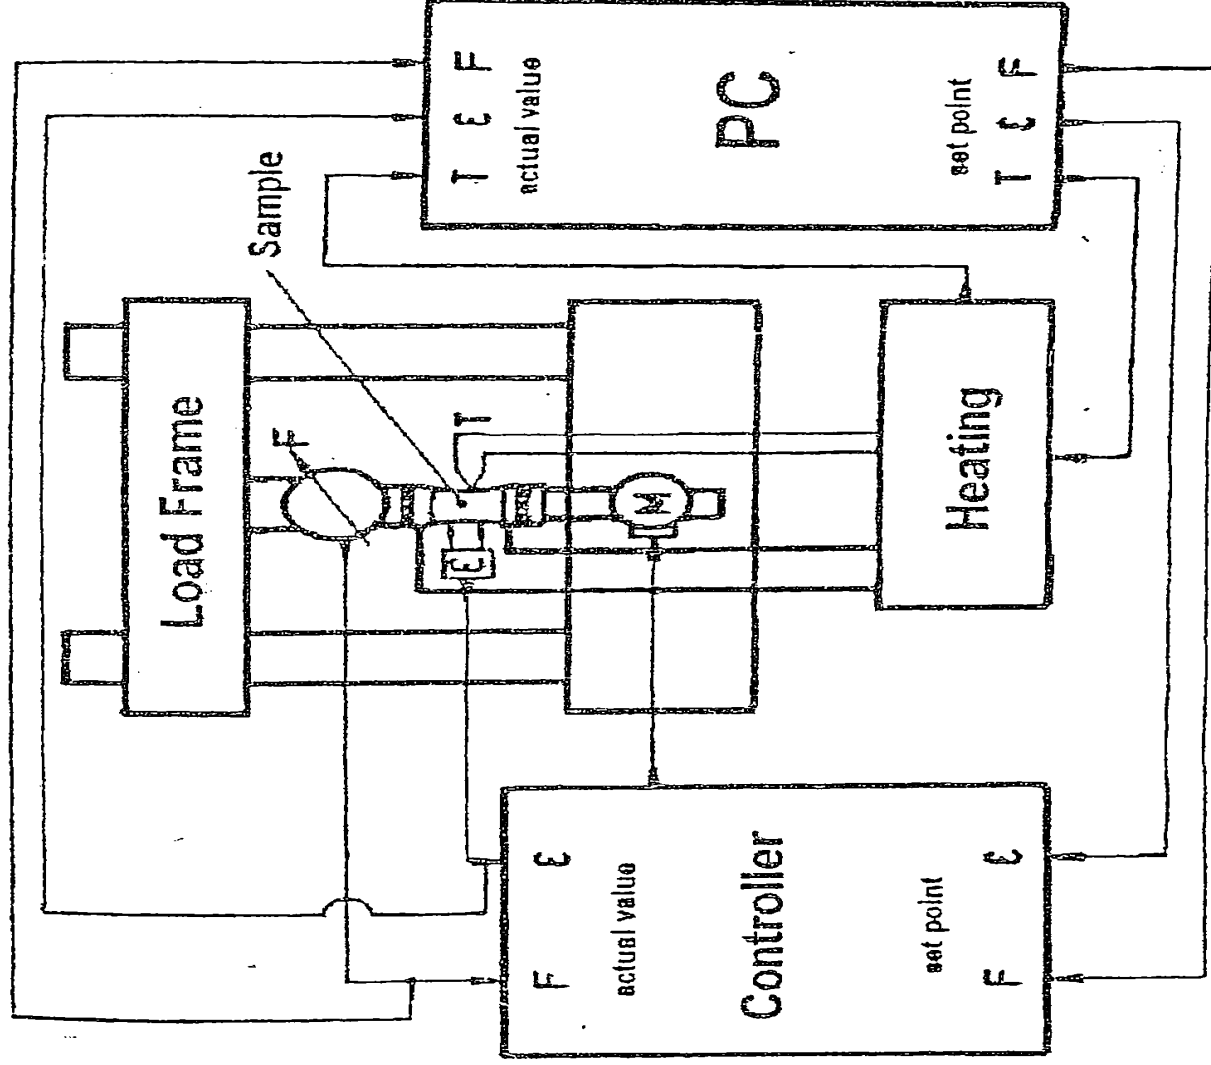 Load Frame
F
Sample
T
ε
M
Heating
T ε F
actual value
PC
set point
T ε F
F ε
actual value
Controller
set point
F ε